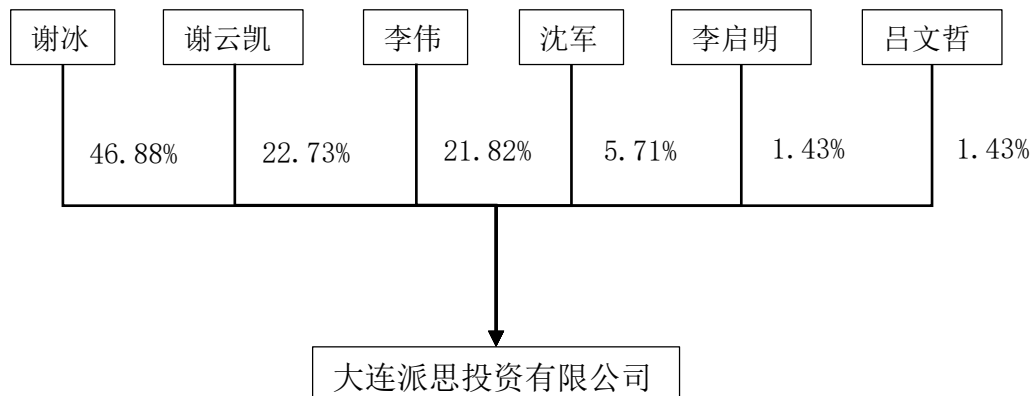 谢冰 谢云凯 李伟 沈军 李启明 吕文哲
46.88% 22.73% 21.82% 5.71% 1.43% 1.43%
大连派思投资有限公司